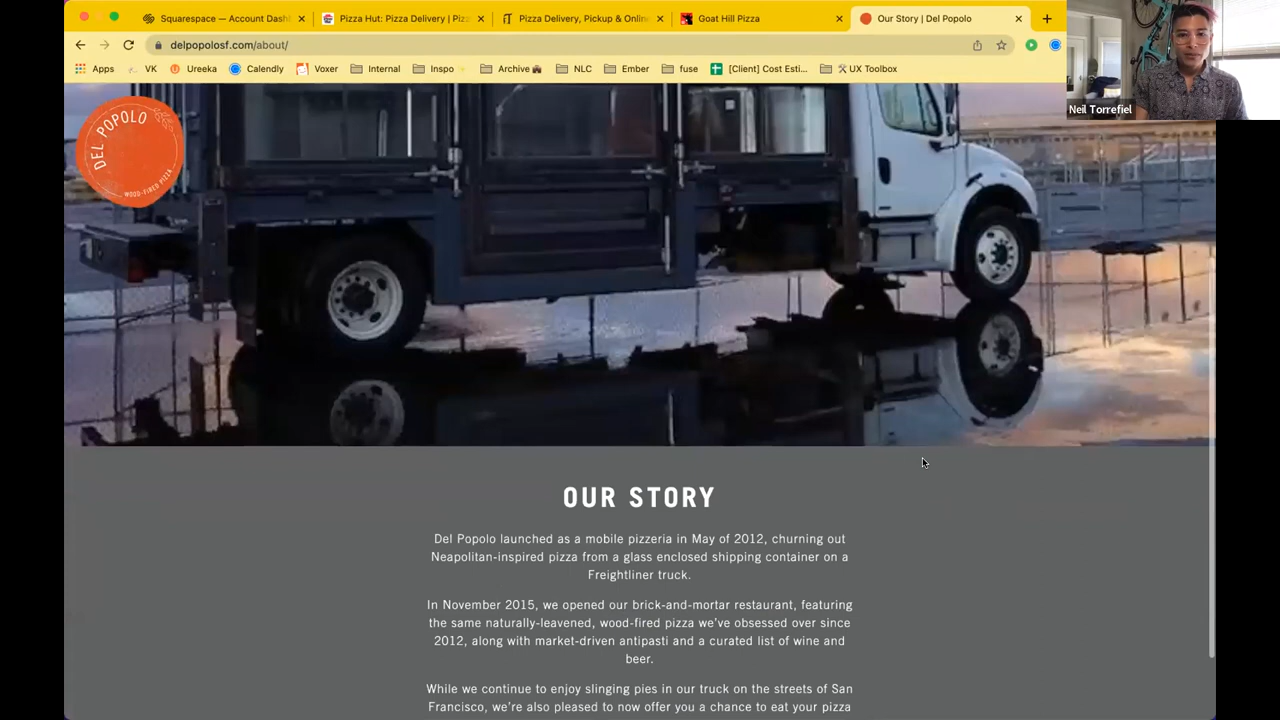 Squarespace — Account Dash
Pizza Hut: Pizza Delivery | Piz
Pizza Delivery, Pickup & Online
Goat Hill Pizza
Our Story | Del Popolo
delpopolosf.com/about/
Apps
VK
Ureeka
Calendly
Voxer
Internal
Inspo
Archive
NLC
Ember
fuse
[Client] Cost Esti...
UX Toolbox
Neil Torrefiel
DEL POPOLO
WOOD-FIRED PIZZA
OUR STORY
Del Popolo launched as a mobile pizzeria in May of 2012, churning out
Neapolitan-inspired pizza from a glass enclosed shipping container on a
Freightliner truck.
In November 2015, we opened our brick-and-mortar restaurant, featuring
the same naturally-leavened, wood-fired pizza we've obsessed over since
2012, along with market-driven antipasti and a curated list of wine and
beer.
While we continue to enjoy slinging pies in our truck on the streets of San
Francisco, we're also pleased to now offer you a chance to eat your pizza